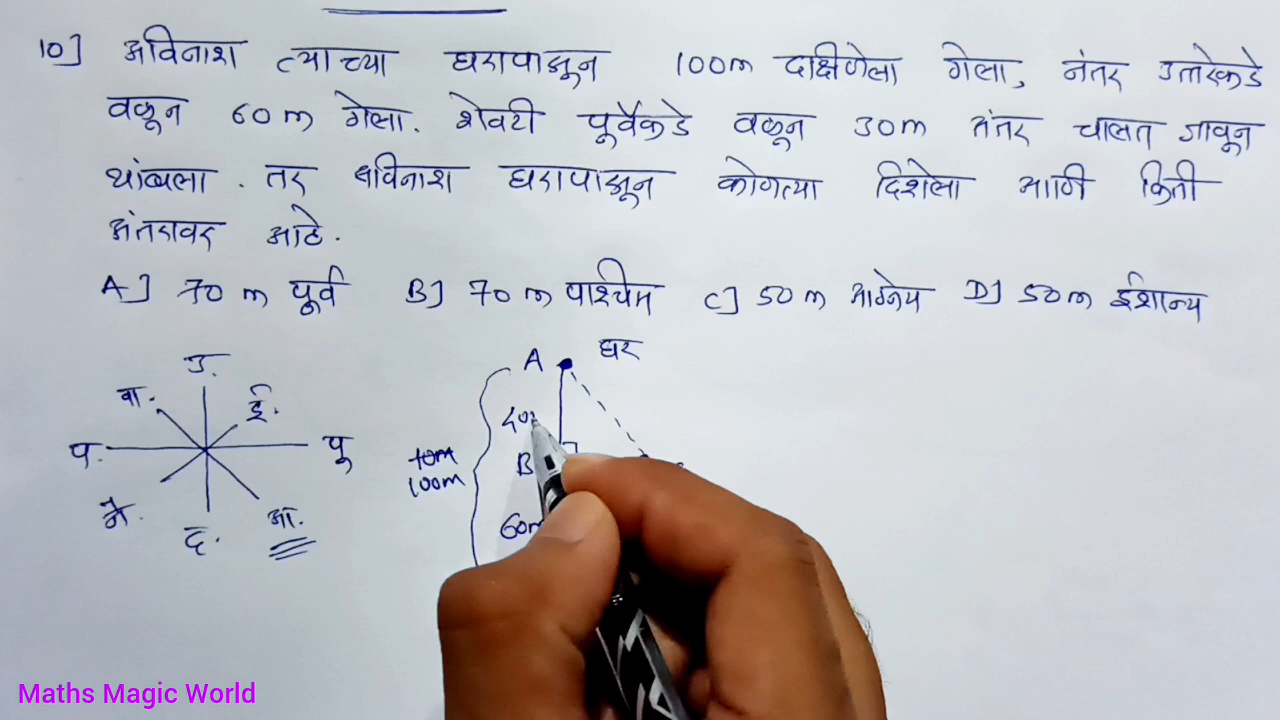 10] अविनाश त्याच्या घरापासून 100m दक्षिणेला गेला, नंतर उत्तरेकडे
वळून 60m गेला. शेवटी पूर्वेकडे वळून 30m अंतर चालत जावून
थांबला. तर अविनाश घरापासून कोणत्या दिशेला आणि किती
अंतरावर आहे.
A] 70 m पूर्व B] 70 m पश्चिम C] 50 m आग्नेय D] 50m ईशान्य
उ.
वा. ई.
प. पू
नै. आ.
द.
A घर
B
100m
60m
Maths Magic World